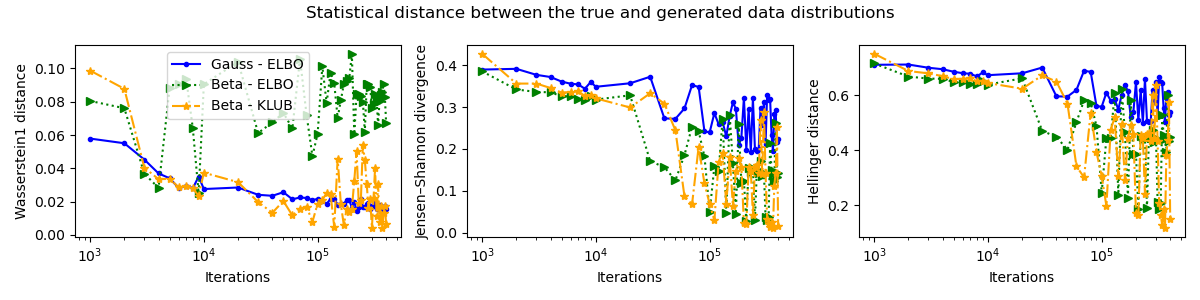 Statistical distance between the true and generated data distributions
Wasserstein1 distance
0.10
0.08
0.06
0.04
0.02
0.00
Gauss - ELBO
Beta - ELBO
Beta - KLUB
10³
10⁴
10⁵
Iterations
Jensen-Shannon divergence
0.4
0.3
0.2
0.1
0.0
10³
10⁴
10⁵
Iterations
Hellinger distance
0.6
0.4
0.2
10³
10⁴
10⁵
Iterations